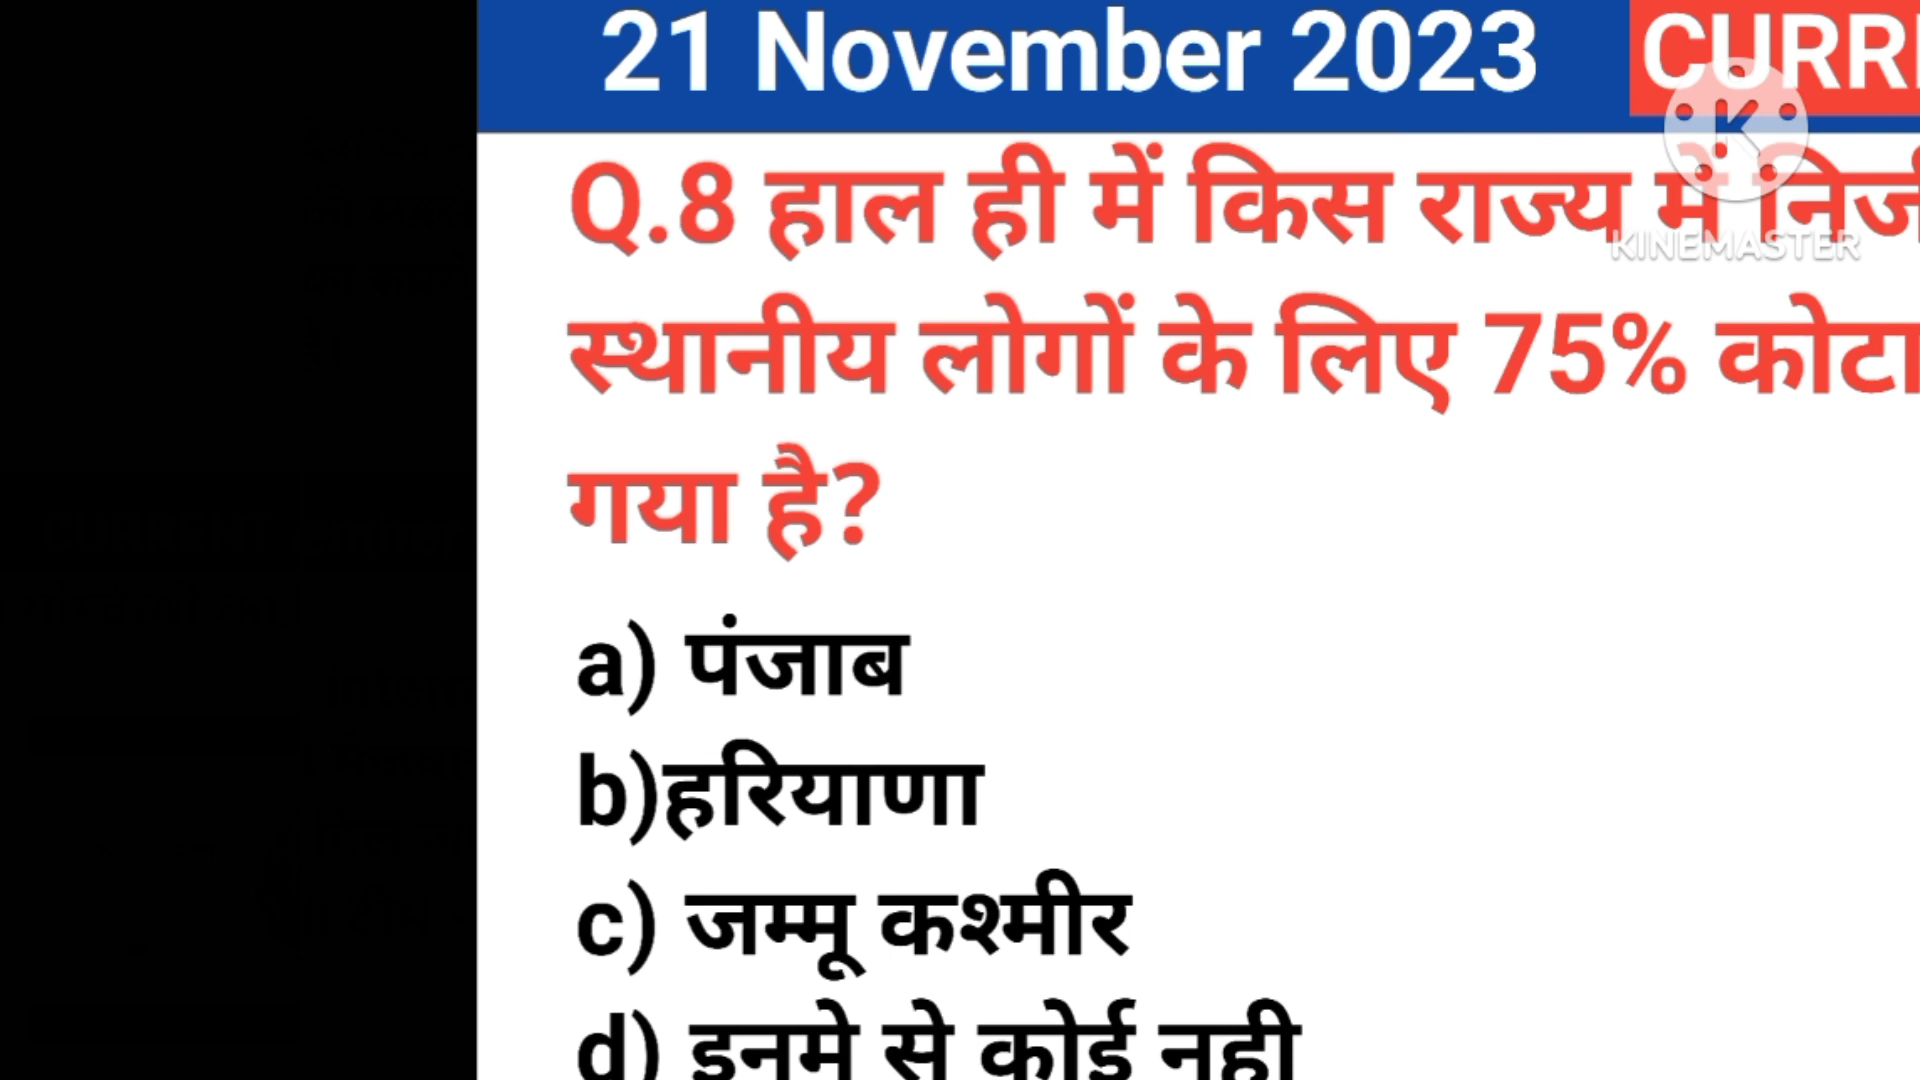 21 November 2023 CURR
Q.8 हाल ही में किस राज्य में
KINEMASTER
स्थानीय लोगों के लिए 75% कोटा
गया है?
a) पंजाब
b)हरियाणा
c) जम्मू कश्मीर
d) इनमे से कोई नही